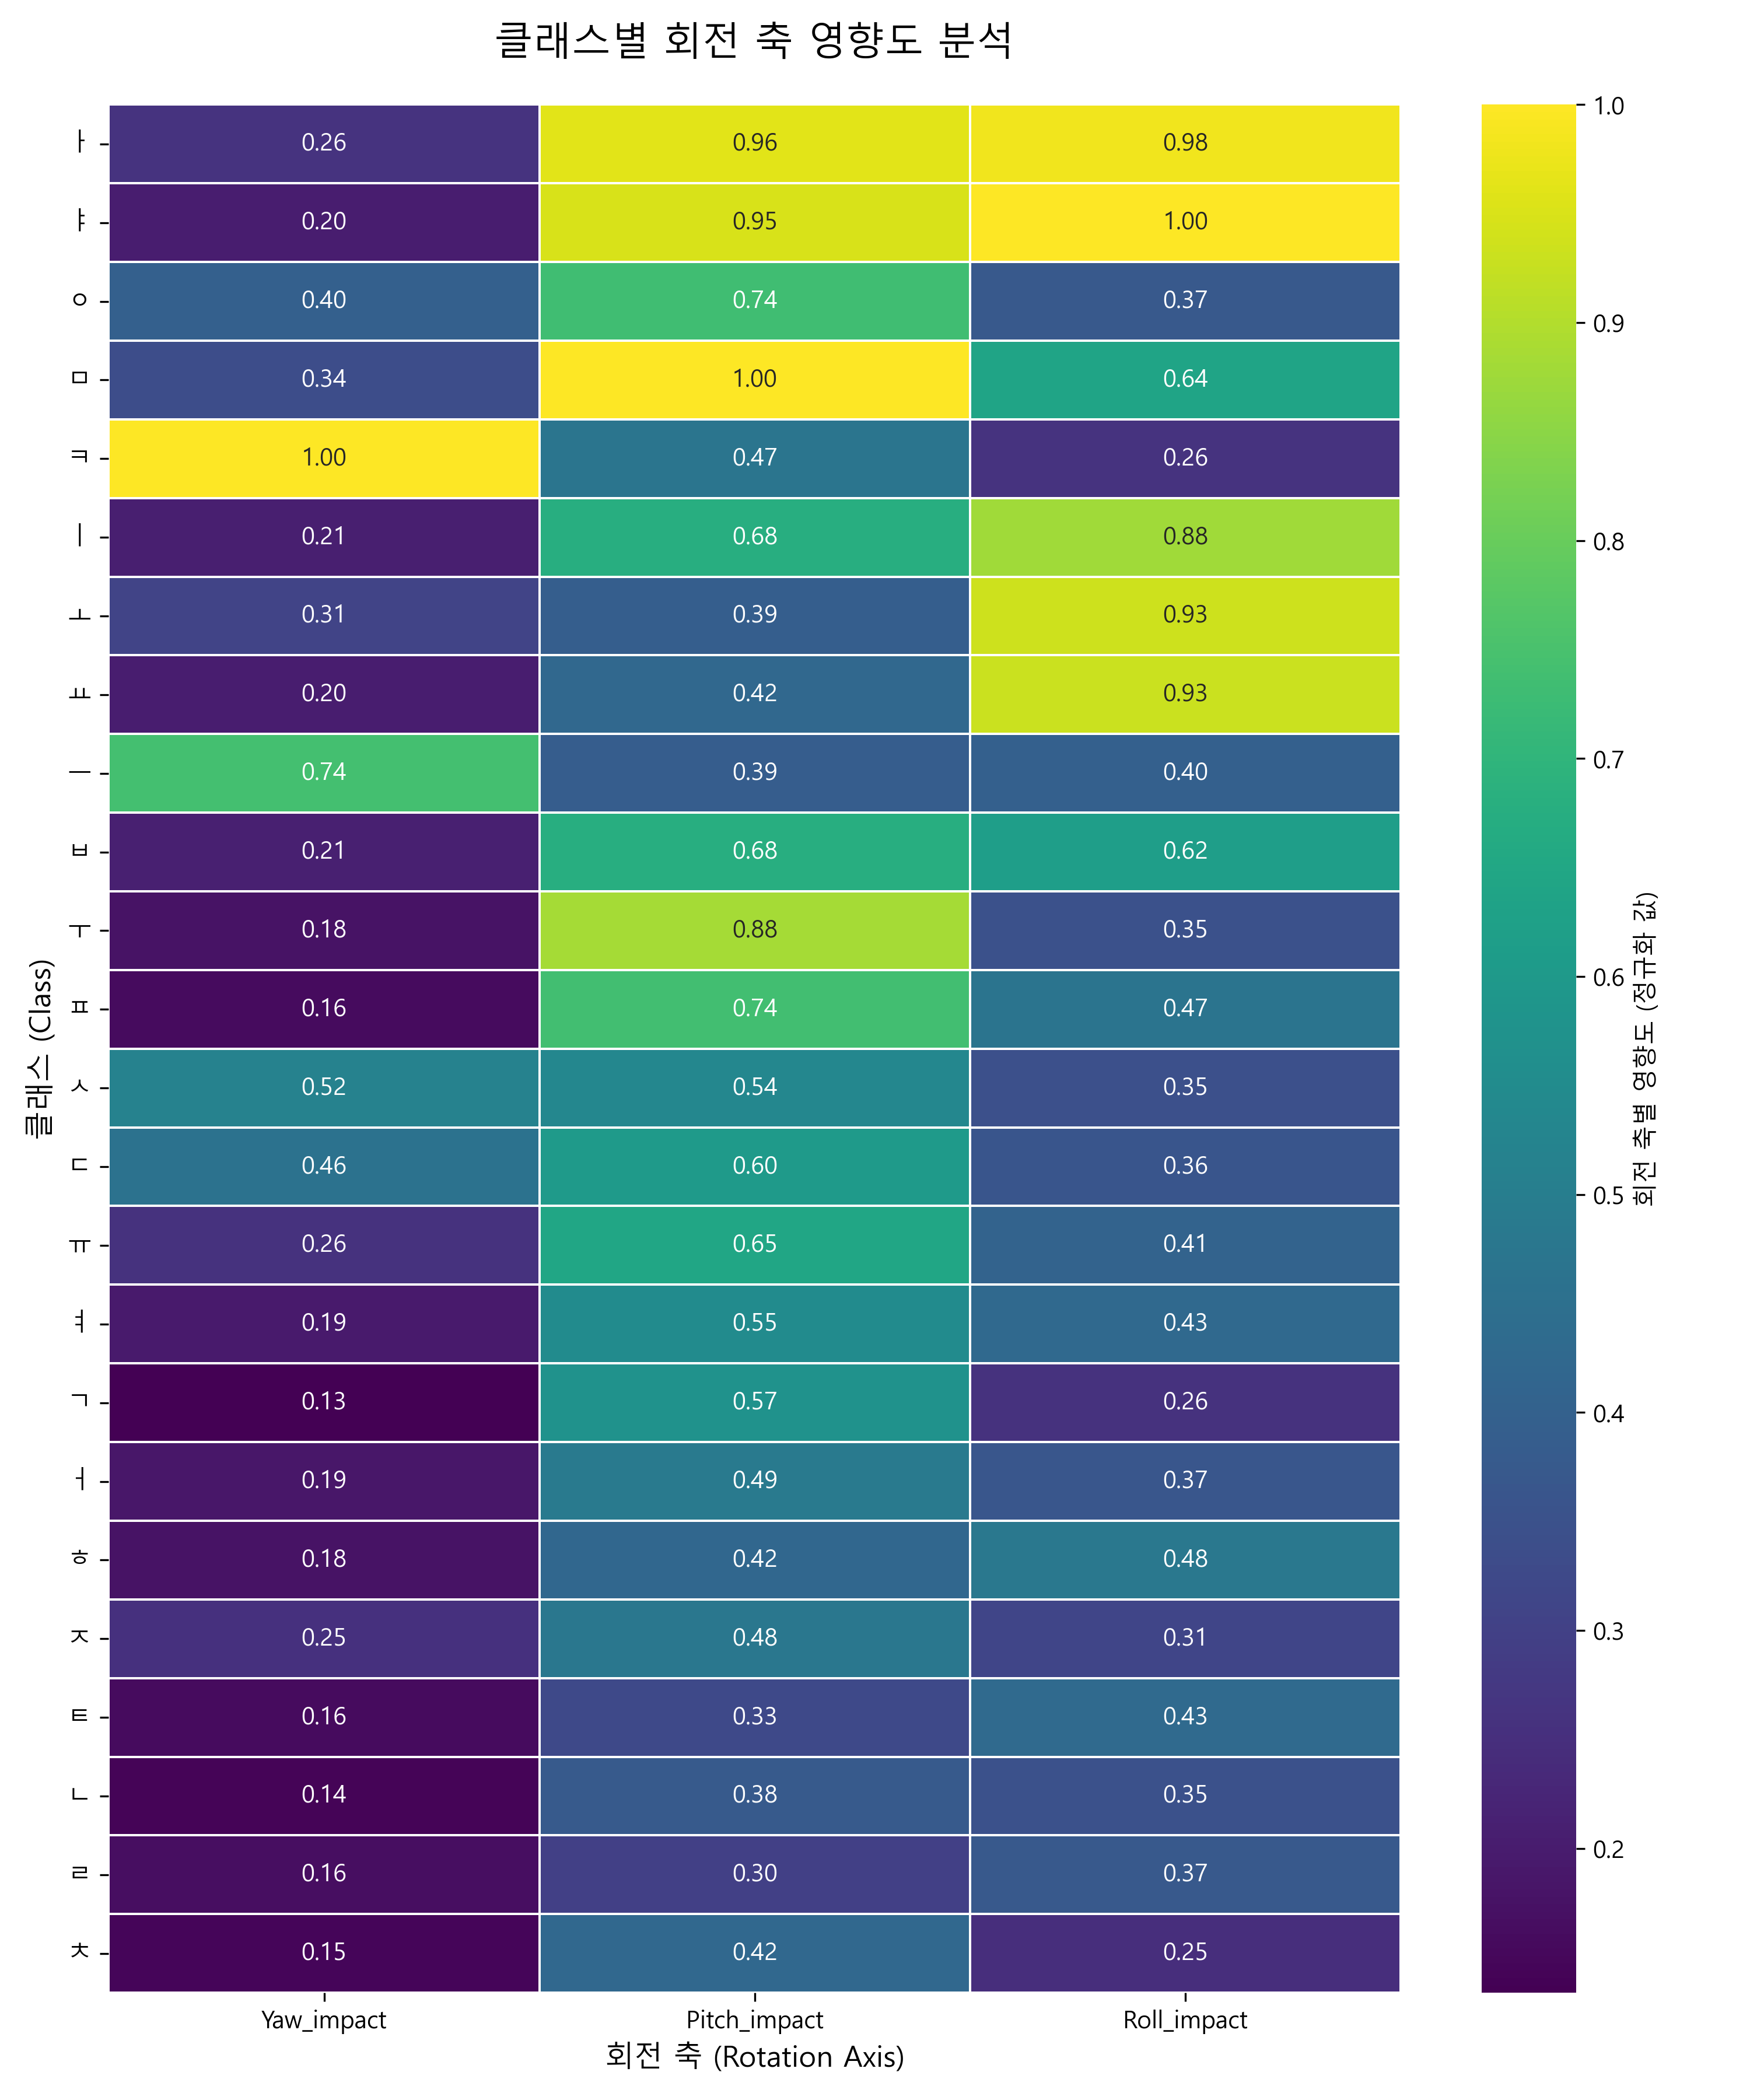 클래스별 회전 축 영향도 분석
ㅏ 0.26 0.96 0.98
ㅑ 0.20 0.95 1.00
ㅇ 0.40 0.74 0.37
ㅁ 0.34 1.00 0.64
ㅋ 1.00 0.47 0.26
ㅣ 0.21 0.68 0.88
ㅗ 0.31 0.39 0.93
ㅛ 0.20 0.42 0.93
ㅡ 0.74 0.39 0.40
ㅂ 0.21 0.68 0.62
ㅜ 0.18 0.88 0.35
ㅍ 0.16 0.74 0.47
ㅅ 0.52 0.54 0.35
ㄷ 0.46 0.60 0.36
ㅠ 0.26 0.65 0.41
ㅕ 0.19 0.55 0.43
ㄱ 0.13 0.57 0.26
ㅓ 0.19 0.49 0.37
ㅎ 0.18 0.42 0.48
ㅈ 0.25 0.48 0.31
ㅌ 0.16 0.33 0.43
ㄴ 0.14 0.38 0.35
ㄹ 0.16 0.30 0.37
ㅊ 0.15 0.42 0.25
Yaw_impact Pitch_impact Roll_impact
회전 축 (Rotation Axis)
클래스 (Class)
1.0
0.9
0.8
0.7
0.6
0.5
0.4
0.3
0.2
회전 축별 영향도 (정규화 값)